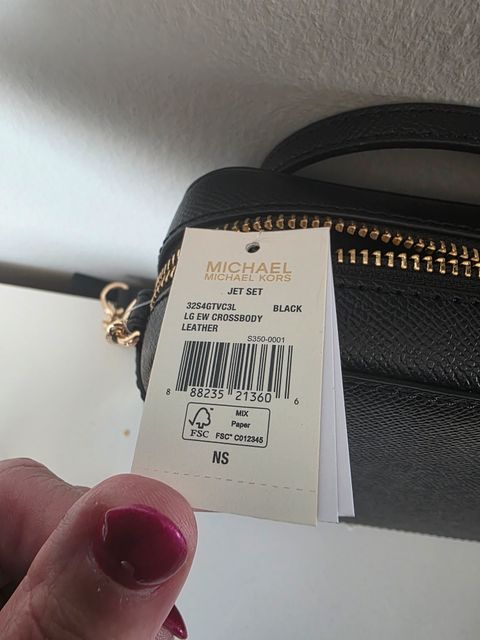 MICHAEL
MICHAEL KORS
JET SET
32S4GTVC3L BLACK
LG EW CROSSBODY
LEATHER
S350-0001
8 88235 21360 6
FSC
MIX
Paper
FSC® C012345
NS